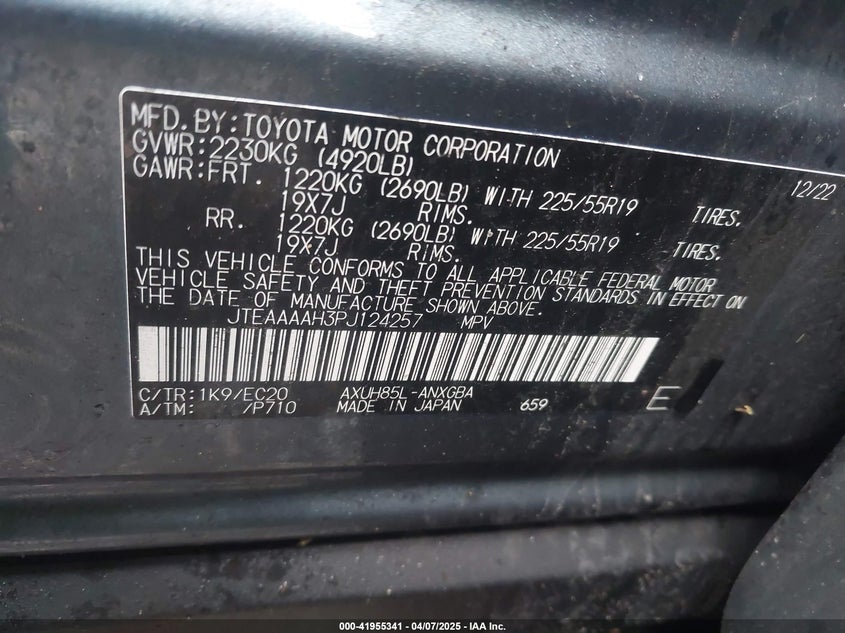 MFD.BY:TOYOTA MOTOR CORPORATION 12/22
GVWR:2230KG (4920LB)
GAWR:FRT. 1220KG (2690LB) WITH 225/55R19 TIRES.
19X7J RIMS.
RR. 1220KG (2690LB) WITH 225/55R19 TIRES.
19X7J RIMS.
THIS VEHICLE CONFORMS TO ALL APPLICABLE FEDERAL MOTOR
VEHICLE SAFETY AND THEFT PREVENTION STANDARDS IN EFFECT ON
THE DATE OF MANUFACTURE SHOWN ABOVE.
JTEAAAAH3PJ124257 MPV
C/TR:1K9/EC20 AXUH85L-ANXGBA
A/TM: /P710 MADE IN JAPAN 659 E
000-41955341 | 04/07/2025 - IAA Inc.